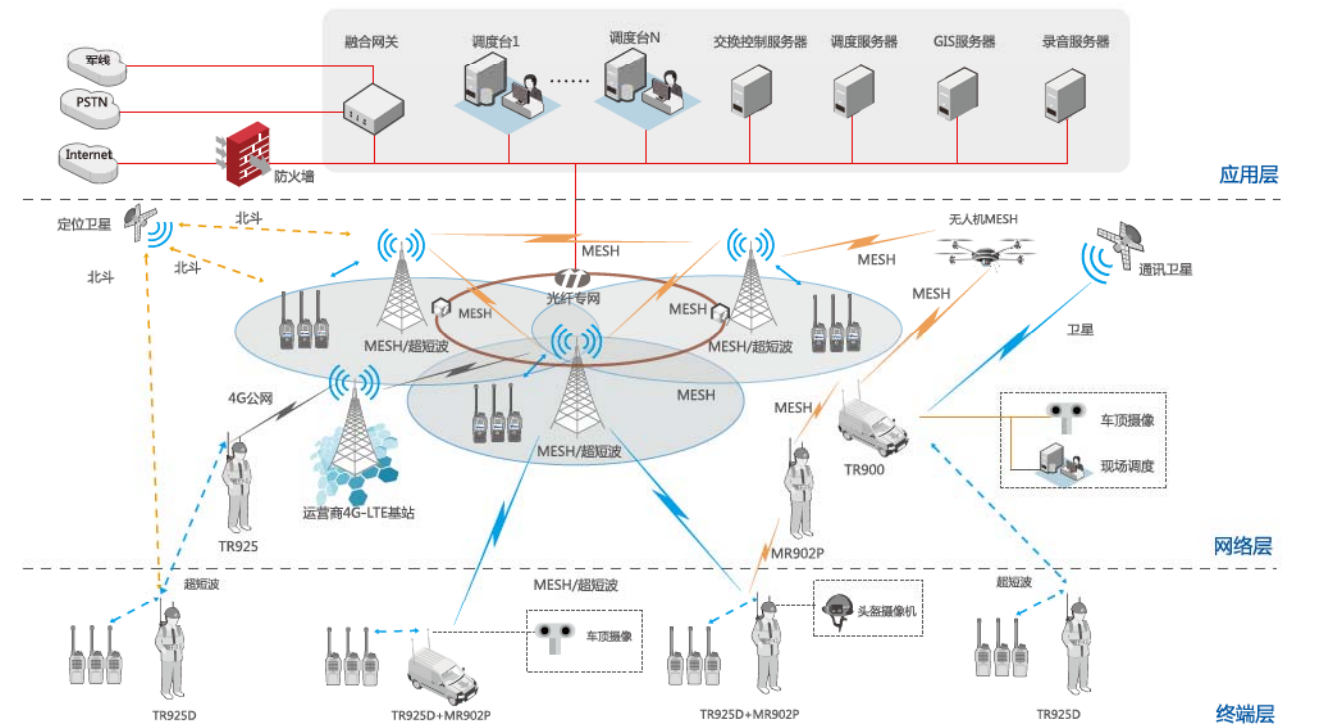 融合网关
调度台1
调度台N
交换控制服务器
调度服务器
GIS服务器
录音服务器
军线
PSTN
Internet
防火墙
应用层
定位卫星
北斗
北斗
北斗
MESH
无人机MESH
MESH
通讯卫星
光纤专网
MESH
MESH
MESH
MESH/超短波
MESH/超短波
卫星
4G公网
MESH
MESH
车顶摄像
MESH/超短波
TR900
现场调度
运营商4G-LTE基站
TR925
MR902P
网络层
超短波
MESH/超短波
超短波
车顶摄像
头盔摄像机
TR925D
TR925D+MR902P
TR925D+MR902P
TR925D
终端层